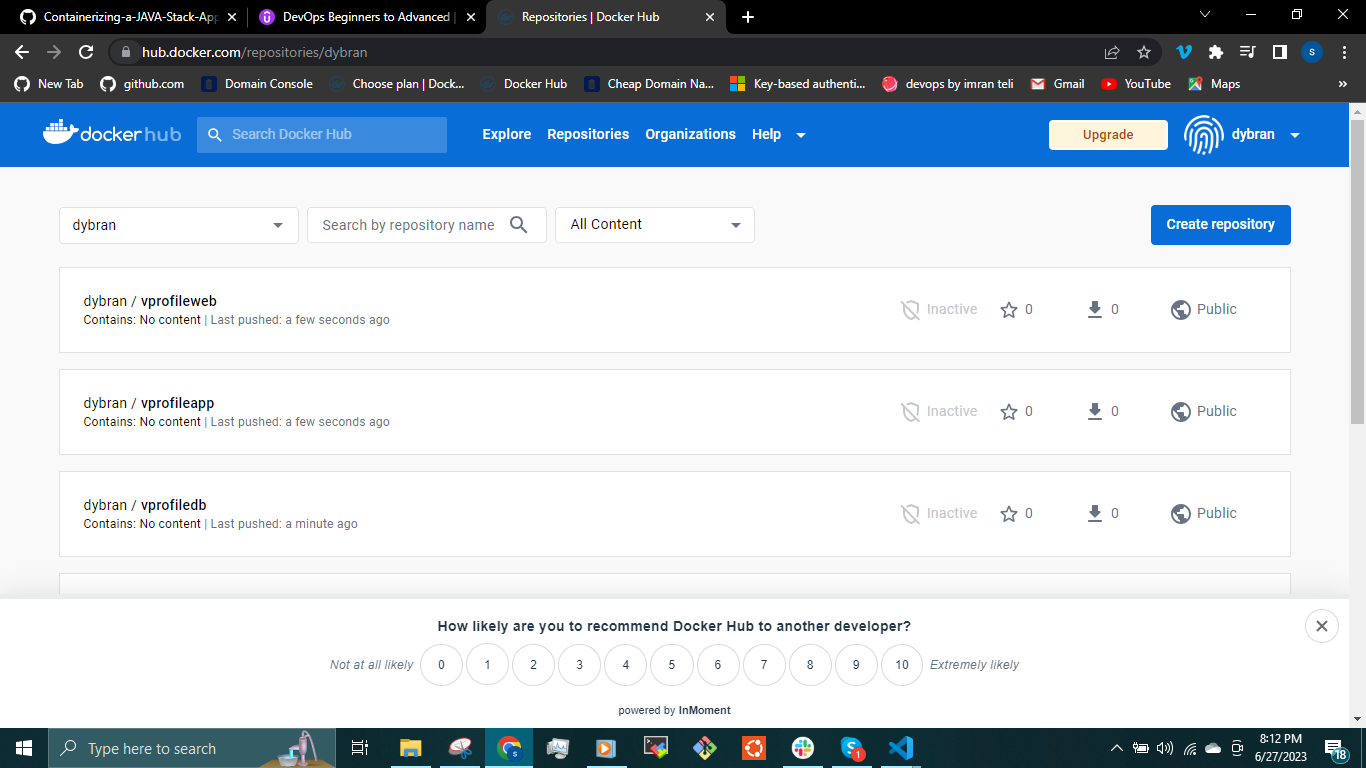 Containerizing-a-JAVA-Stack-App
DevOps Beginners to Advanced |
Repositories | Docker Hub
hub.docker.com/repositories/dybran
S
New Tab
github.com
Domain Console
Choose plan | Dock...
Docker Hub
Cheap Domain Na...
Key-based authenti...
devops by imran teli
Gmail
YouTube
Maps
»
docker hub
Search Docker Hub
Explore
Repositories
Organizations
Help
Upgrade
dybran
dybran
Search by repository name
All Content
Create repository
dybran / vprofileweb
Contains: No content | Last pushed: a few seconds ago
Inactive
0
0
Public
dybran / vprofileapp
Contains: No content | Last pushed: a few seconds ago
Inactive
0
0
Public
dybran / vprofiledb
Contains: No content | Last pushed: a minute ago
Inactive
0
0
Public
How likely are you to recommend Docker Hub to another developer?
Not at all likely 0 1 2 3 4 5 6 7 8 9 10 Extremely likely
powered by InMoment
Type here to search
1
8:12 PM
6/27/2023
18